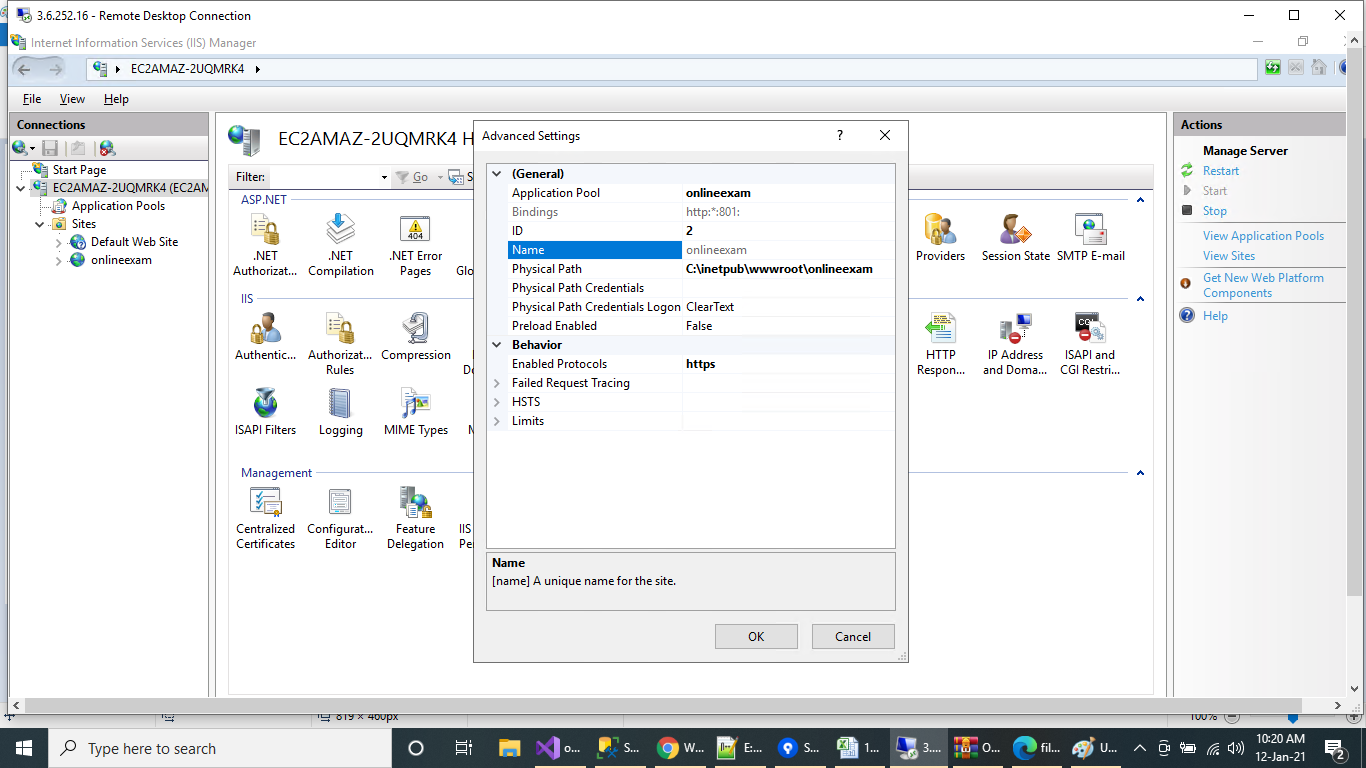 3.6.252.16 - Remote Desktop Connection
Internet Information Services (IIS) Manager
EC2AMAZ-2UQMRK4
File View Help
Connections
Start Page
EC2AMAZ-2UQMRK4 (EC2AM
Application Pools
Sites
Default Web Site
onlineexam
EC2AMAZ-2UQMRK4 H
Filter: Go S
ASP.NET
.NET Authorizat...
.NET Compilation
.NET Error Pages
Glo
Providers
Session State
SMTP E-mail
IIS
Authentic...
Authorizat... Rules
Compression
Do
HTTP Respon...
IP Address and Doma...
ISAPI and CGI Restri...
ISAPI Filters
Logging
MIME Types
Management
Centralized Certificates
Configurat... Editor
Feature Delegation
IIS Pe
Advanced Settings ?
(General)
Application Pool onlineexam
Bindings http:*:801:
ID 2
Name onlineexam
Physical Path C:\inetpub\wwwroot\onlineexam
Physical Path Credentials
Physical Path Credentials Logon ClearText
Preload Enabled False
Behavior
Enabled Protocols https
Failed Request Tracing
HSTS
Limits
Name
[name] A unique name for the site.
OK Cancel
Actions
Manage Server
Restart
Start
Stop
View Application Pools
View Sites
Get New Web Platform
Components
Help
819 × 460px
100%
Type here to search
o... S... W... E... S... 1... 3.... O... fil... U...
10:20 AM
12-Jan-21
2